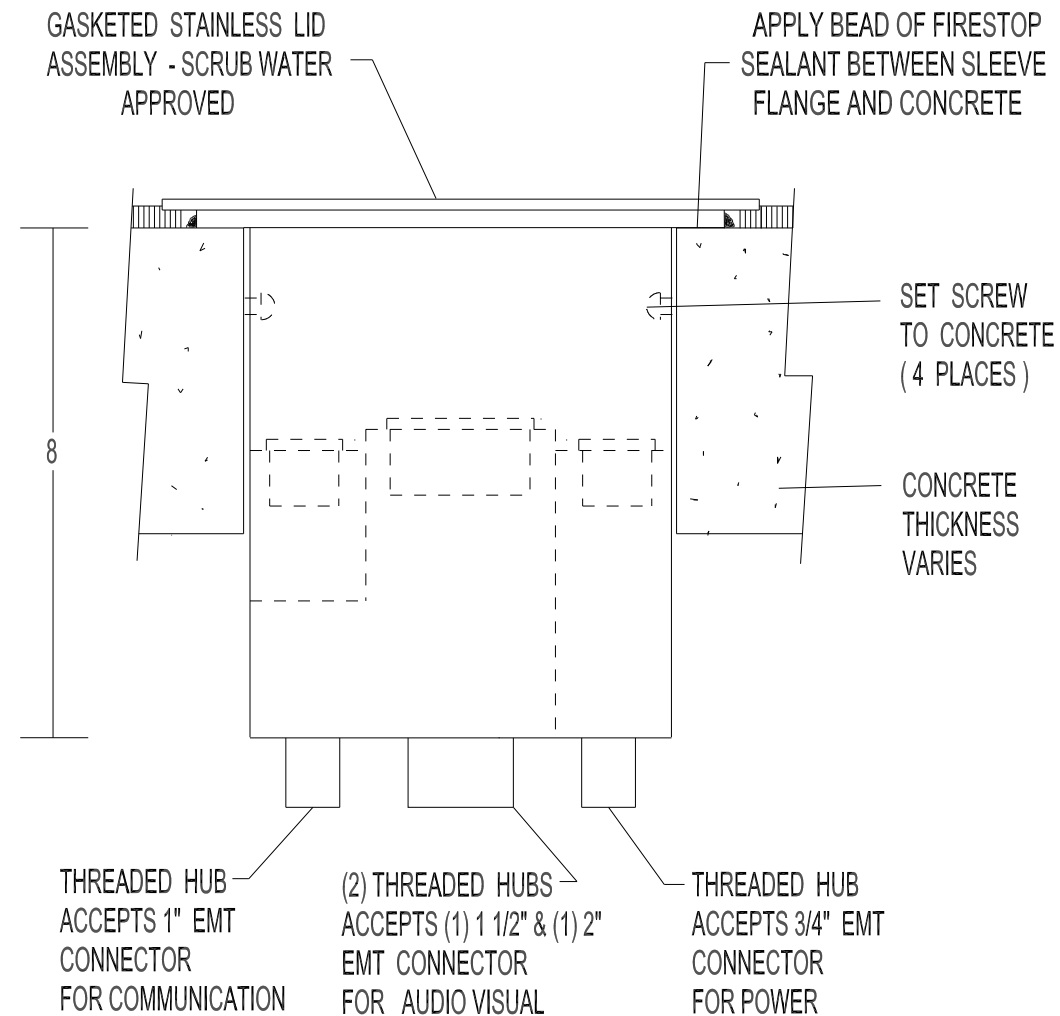 GASKETED STAINLESS LID
ASSEMBLY - SCRUB WATER
APPROVED
APPLY BEAD OF FIRESTOP
SEALANT BETWEEN SLEEVE
FLANGE AND CONCRETE
SET SCREW
TO CONCRETE
( 4 PLACES )
8
CONCRETE
THICKNESS
VARIES
THREADED HUB
ACCEPTS 1" EMT
CONNECTOR
FOR COMMUNICATION
(2) THREADED HUBS
ACCEPTS (1) 1 1/2" & (1) 2"
EMT CONNECTOR
FOR AUDIO VISUAL
THREADED HUB
ACCEPTS 3/4" EMT
CONNECTOR
FOR POWER